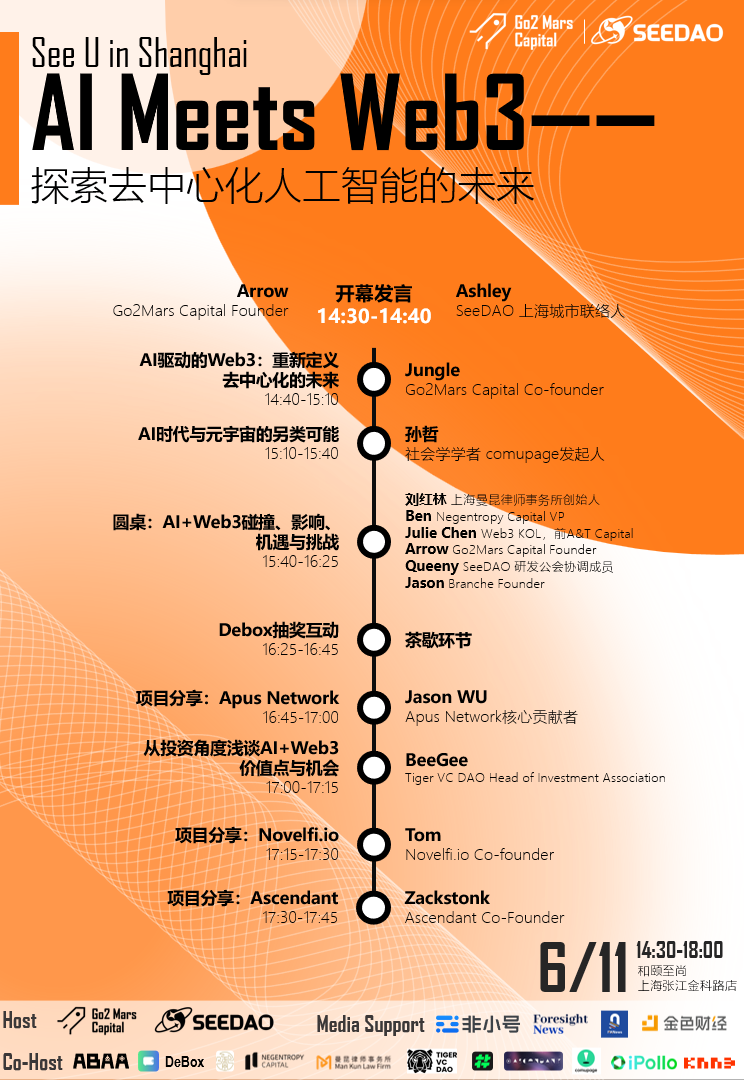 Go2 Mars
Capital
SEEDAO
See U in Shanghai
AI Meets Web3——
探索去中心化人工智能的未来
Arrow
Go2Mars Capital Founder
开幕发言
14:30-14:40
Ashley
SeeDAO 上海城市联络人
AI驱动的Web3：重新定义
去中心化的未来
14:40-15:10
Jungle
Go2Mars Capital Co-founder
AI时代与元宇宙的另类可能
15:10-15:40
孙哲
社会学学者 comupage发起人
圆桌：AI+Web3碰撞、影响、
机遇与挑战
15:40-16:25
刘红林 上海曼昆律师事务所创始人
Ben Negentropy Capital VP
Julie Chen Web3 KOL，前A&T Capital
Arrow Go2Mars Capital Founder
Queeny SeeDAO 研发公会协调成员
Jason Branche Founder
Debox抽奖互动
16:25-16:45
茶歇环节
项目分享：Apus Network
16:45-17:00
Jason WU
Apus Network核心贡献者
从投资角度浅谈AI+Web3
价值点与机会
17:00-17:15
BeeGee
Tiger VC DAO Head of Investment Association
项目分享：Novelfi.io
17:15-17:30
Tom
Novelfi.io Co-founder
项目分享：Ascendant
17:30-17:45
Zackstonk
Ascendant Co-Founder
6/11
14:30-18:00
和颐至尚
上海张江金科路店
Host
Go2 Mars
Capital
SEEDAO
Media Support
非小号
Foresight
News
金色财经
Co-Host
ABAA
DeBox
NEGENTROPY
CAPITAL
曼昆律师事务所
Man Kun Law Firm
TIGER
VC
DAO
comupage
iPollo